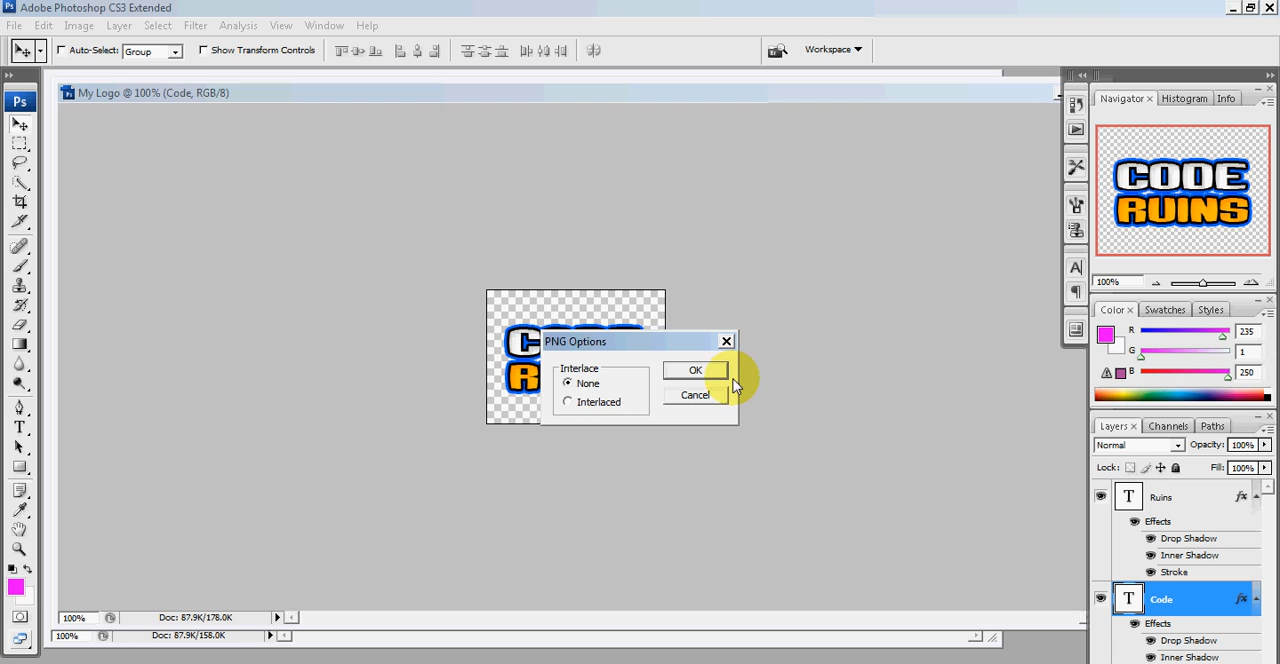 Ps Adobe Photoshop CS3 Extended
File Edit Image Layer Select Filter Analysis View Window Help
Auto-Select: Group Show Transform Controls Workspace
Ps
My Logo @ 100% (Code, RGB/8)
Navigator Histogram Info
CODE
RUINS
100%
Color Swatches Styles
R 235
G 1
B 250
PNG Options
Interlace
None
Interlaced
OK
Cancel
Layers Channels Paths
Normal Opacity: 100%
Lock: Fill: 100%
T Ruins fx
Effects
Drop Shadow
Inner Shadow
Stroke
T Code fx
Effects
Drop Shadow
Inner Shadow
100% Doc: 87.9K/178.0K
100% Doc: 87.9K/158.0K